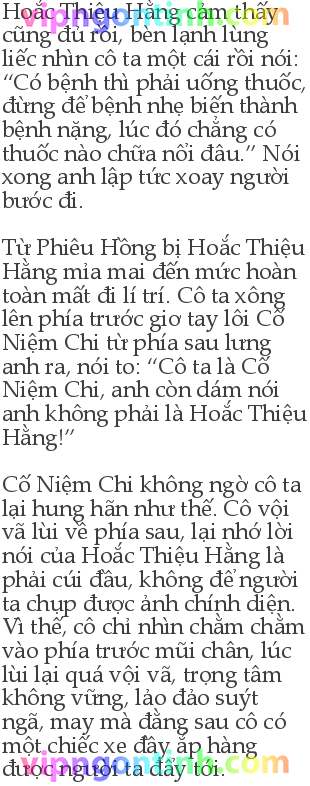 Hoắc Thiệu Hằng cảm thấy
vipngontinh.com
cũng đủ rồi, bèn lạnh lùng
liếc nhìn cô ta một cái rồi nói:
“Có bệnh thì phải uống thuốc,
đừng để bệnh nhẹ biến thành
bệnh nặng, lúc đó chẳng có
thuốc nào chữa nổi đâu.” Nói
xong anh lập tức xoay người
bước đi.
Từ Phiêu Hồng bị Hoắc Thiệu
Hằng mỉa mai đến mức hoàn
toàn mất đi lí trí. Cô ta xông
lên phía trước giơ tay lôi Cố
Niệm Chi từ phía sau lưng
anh ra, nói to: “Cô ta là Cố
Niệm Chi, anh còn dám nói
anh không phải là Hoắc Thiệu
Hằng!”
Cố Niệm Chi không ngờ cô ta
lại hung hãn như thế. Cô vội
vã lùi về phía sau, lại nhớ lời
nói của Hoắc Thiệu Hằng là
phải cúi đầu, không để người
ta chụp được ảnh chính diện.
Vì thế, cô chỉ nhìn chằm chằm
vào phía trước mũi chân, lúc
lùi lại quá vội vã, trọng tâm
không vững, lảo đảo suýt
ngã, may mà đằng sau cô có
một chiếc xe đầy ắp hàng
vipngontinh.com
được người ta đẩy tới.